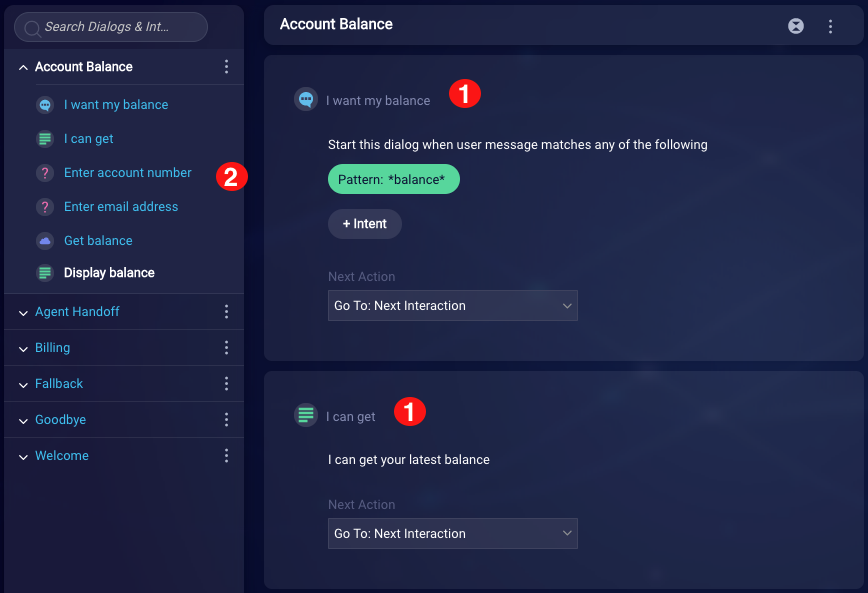 Search Dialogs & Int...
Account Balance
I want my balance
I can get
?
Enter account number
2
?
Enter email address
Get balance
Display balance
Agent Handoff
Billing
Fallback
Goodbye
Welcome
Account Balance
I want my balance
1
Start this dialog when user message matches any of the following
Pattern: *balance*
+ Intent
Next Action
Go To: Next Interaction
I can get
1
I can get your latest balance
Next Action
Go To: Next Interaction